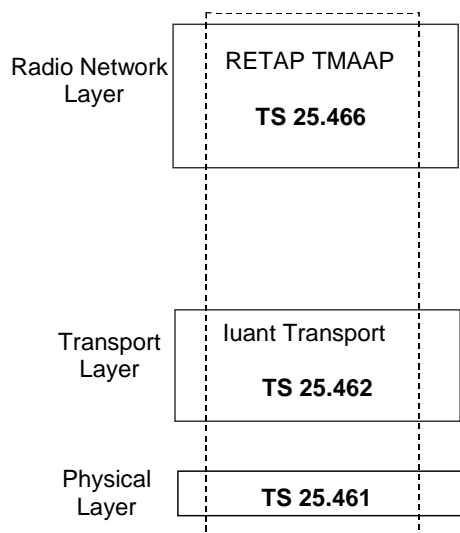 Radio Network
Layer
RETAP TMAAP
TS 25.466
Transport
Layer
Iuant Transport
TS 25.462
Physical
Layer
TS 25.461